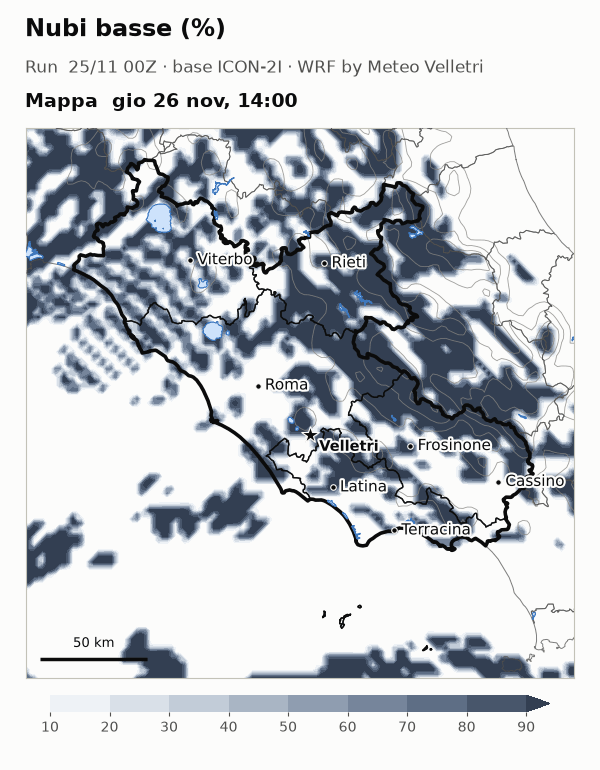 Nubi basse (%)
Run  25/11 00Z · base ICON-2I · WRF by Meteo Velletri
Mappa  gio 26 nov, 14:00
Viterbo
Rieti
Roma
Velletri
Frosinone
Cassino
Latina
Terracina
50 km
10 20 30 40 50 60 70 80 90